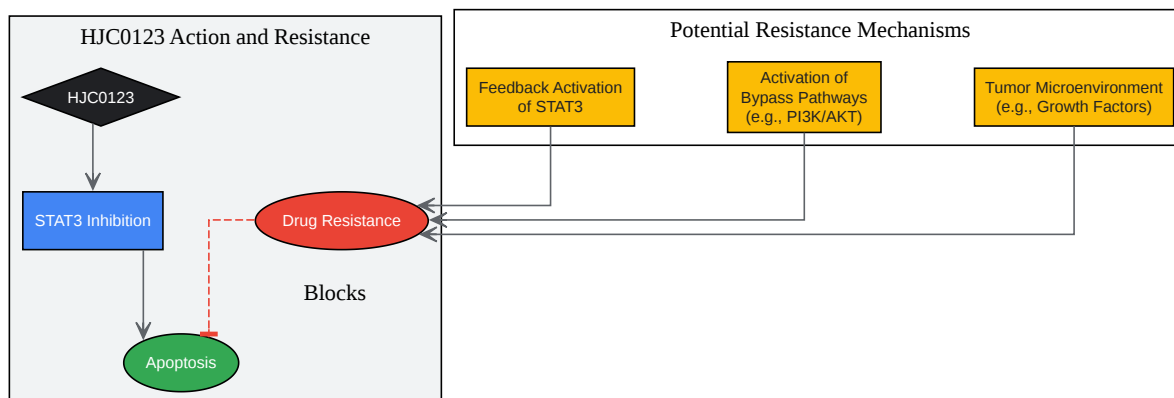 HJC0123 Action and Resistance
HJC0123
STAT3 Inhibition
Drug Resistance
Blocks
Apoptosis
Potential Resistance Mechanisms
Feedback Activation
of STAT3
Activation of
Bypass Pathways
(e.g., PI3K/AKT)
Tumor Microenvironment
(e.g., Growth Factors)